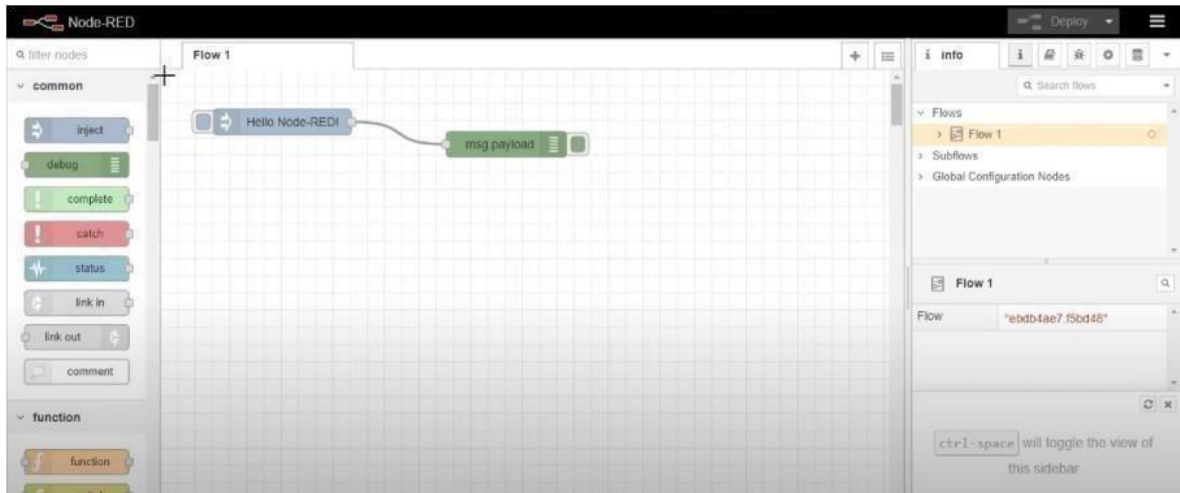 Node-RED
Deploy
filter nodes
Flow 1
info
i
common
Search flows
Hello Node-RED!
Flows
inject
Flow 1
msg.payload
debug
Subflows
Global Configuration Nodes
complete
catch
status
Flow 1
link in
Flow
"ebdb4ae7.f5bd48"
link out
comment
function
ctrl-space will toggle the view of
this sidebar
function